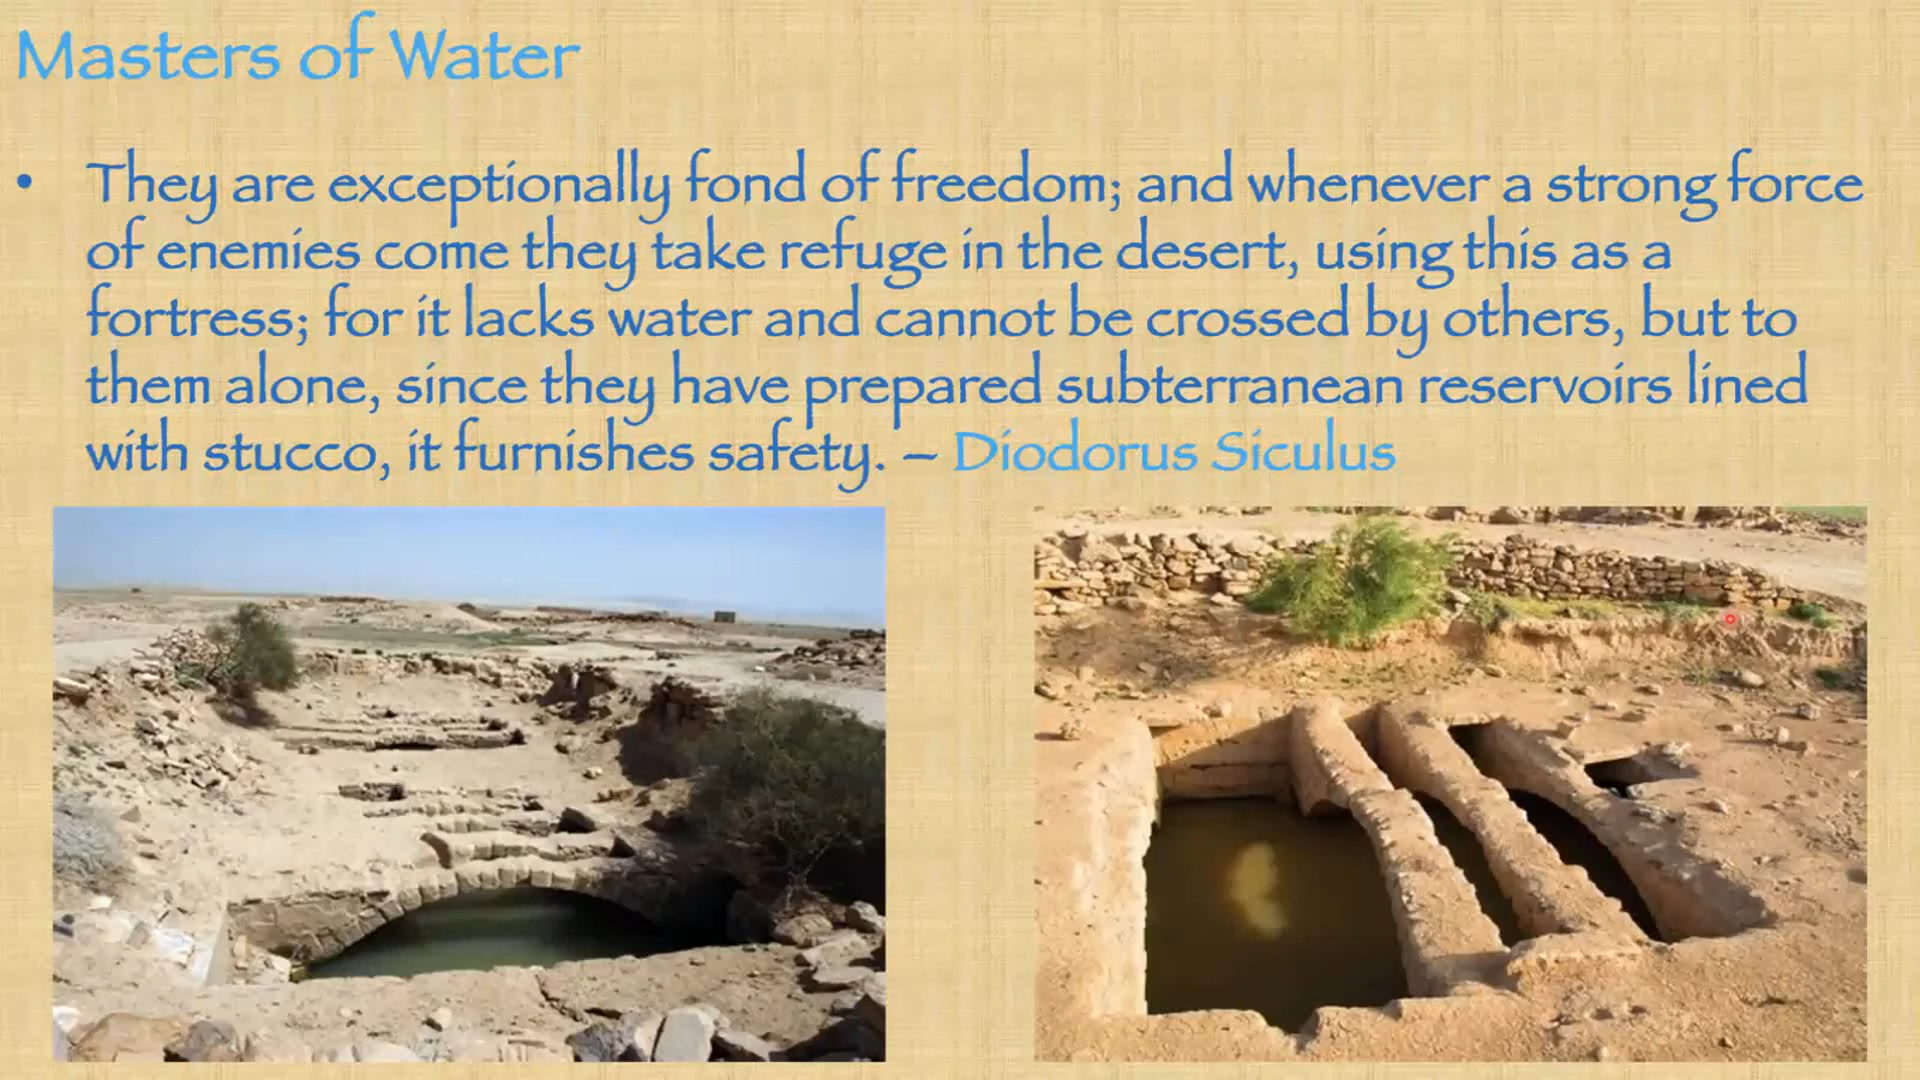 Masters of Water
• They are exceptionally fond of freedom; and whenever a strong force
of enemies come they take refuge in the desert, using this as a
fortress; for it lacks water and cannot be crossed by others, but to
them alone, since they have prepared subterranean reservoirs lined
with stucco, it furnishes safety. – Diodorus Siculus